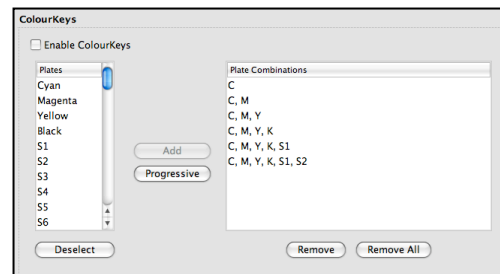 ColourKeys
Enable ColourKeys
Plates
Cyan
Magenta
Yellow
Black
S1
S2
S3
S4
S5
S6
Deselect
Add
Progressive
Plate Combinations
C
C, M
C, M, Y
C, M, Y, K
C, M, Y, K, S1
C, M, Y, K, S1, S2
Remove
Remove All